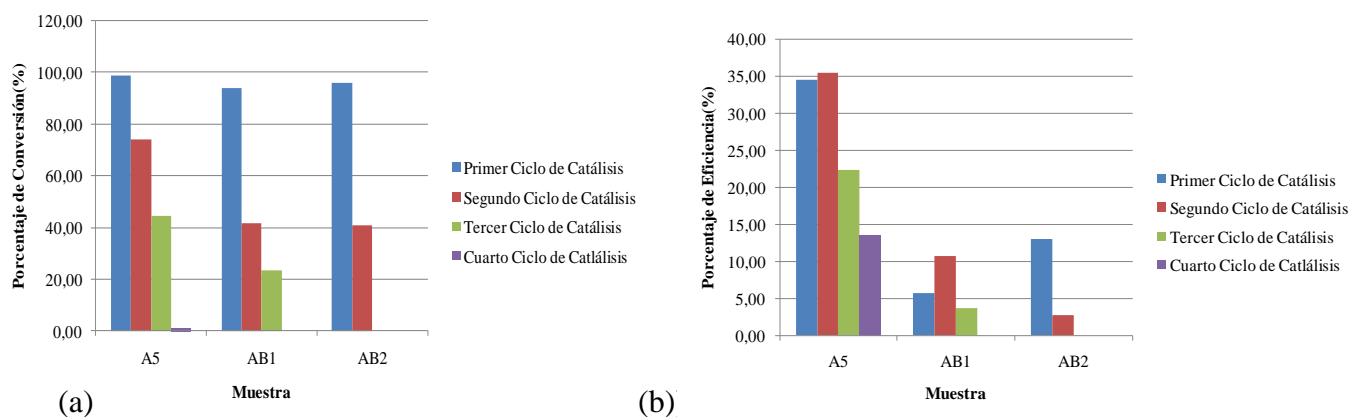 120,00
100,00
80,00
60,00
40,00
20,00
0,00
Porcentaje de Conversión(%)
A5 AB1 AB2
Muestra
Primer Ciclo de Catálisis
Segundo Ciclo de Catálisis
Tercer Ciclo de Catálisis
Cuarto Ciclo de Catlálisis
(a)
40,00
35,00
30,00
25,00
20,00
15,00
10,00
5,00
0,00
Porcentaje de Eficiencia(%)
A5 AB1 AB2
Muestra
Primer Ciclo de Catálisis
Segundo Ciclo de Catálisis
Tercer Ciclo de Catálisis
Cuarto Ciclo de Catlálisis
(b)